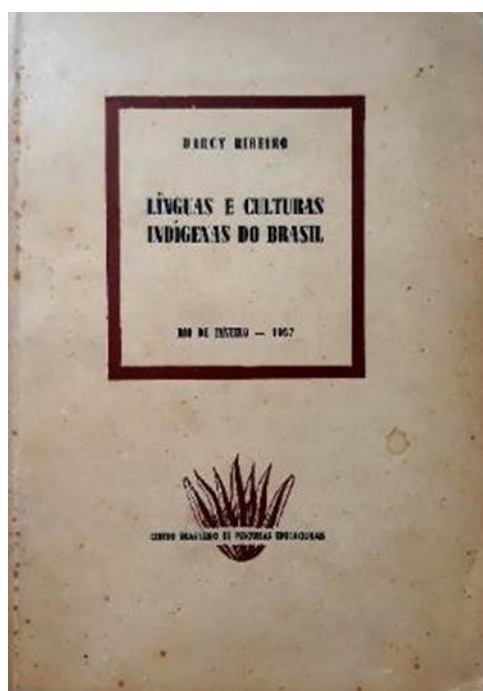 DARCY RIBEIRO
LÍNGUAS E CULTURAS
INDÍGENAS DO BRASIL
RIO DE JANEIRO — 1957
CENTRO BRASILEIRO DE PESQUISAS EDUCACIONAIS